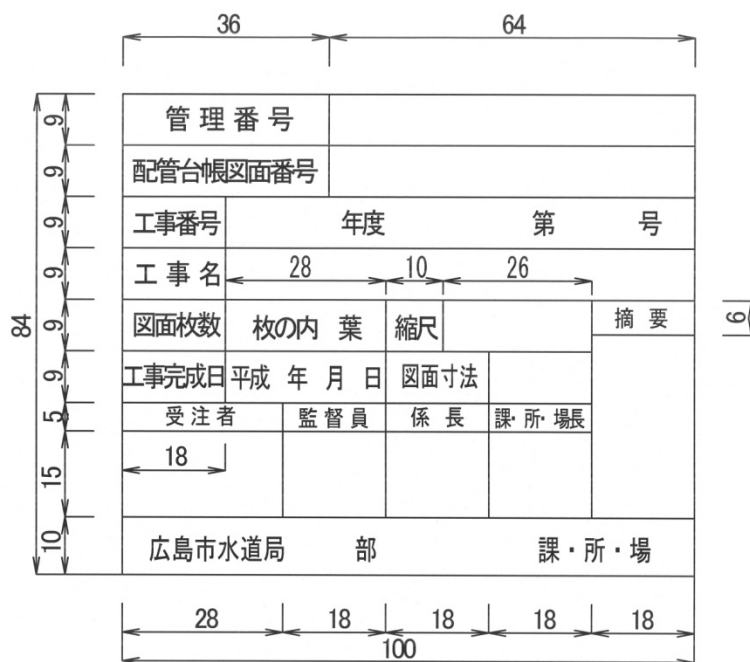 36 64
9 管理番号
9 配管台帳図面番号
9 工事番号 年度 第 号
9 工事名 28 10 26
84 9 図面枚数 枚の内 葉 縮尺 摘要 6
9 工事完成日 平成 年 月 日 図面寸法
5 受注者 監督員 係長 課・所・場長
15 18
10 広島市水道局 部 課・所・場
28 18 18 18 18
100